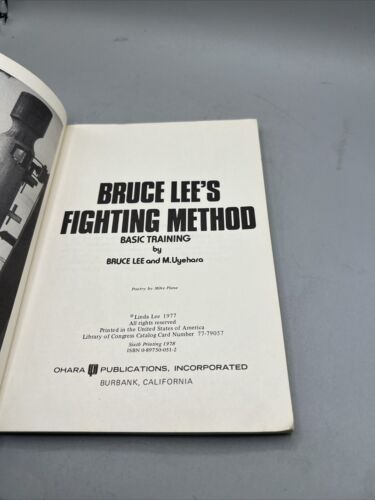 BRUCE LEE'S
FIGHTING METHOD
BASIC TRAINING
by
BRUCE LEE and M.Uyehara
Poetry by Mike Plane
©Linda Lee 1977
All rights reserved
Printed in the United States of America
Library of Congress Catalog Card Number 77-79057
Sixth Printing 1978
ISBN 0-89750-051-2
OHARA PUBLICATIONS, INCORPORATED
BURBANK, CALIFORNIA